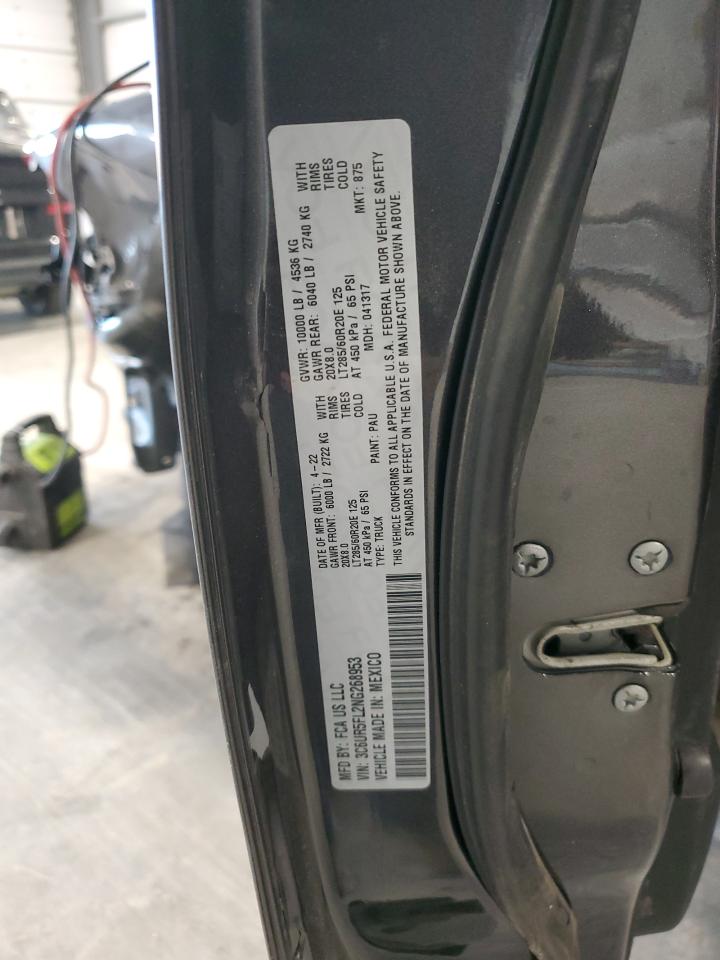 MFD BY: FCA US LLC
VIN: 3C6UR5FL2NG268953
VEHICLE MADE IN: MEXICO
DATE OF MFR (BUILT): 4-22
GAWR FRONT: 6000 LB / 2722 KG WITH
20X8.0 RIMS
LT285/60R20E 125 TIRES
AT 450 kPa / 65 PSI COLD
TYPE: TRUCK PAINT: PAU
GVWR: 10000 LB / 4536 KG
GAWR REAR: 6040 LB / 2740 KG WITH
20X8.0 RIMS
LT285/60R20E 125 TIRES
AT 450 kPa / 65 PSI COLD
MDH: 041317 MKT: 875
THIS VEHICLE CONFORMS TO ALL APPLICABLE U.S.A. FEDERAL MOTOR VEHICLE SAFETY
STANDARDS IN EFFECT ON THE DATE OF MANUFACTURE SHOWN ABOVE.